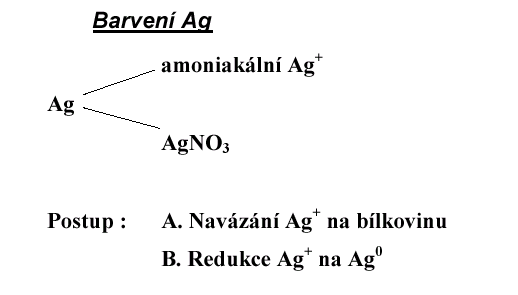 Barvení Ag
amoniakální Ag⁺
Ag
AgNO₃
Postup : A. Navázání Ag⁺ na bílkovinu
B. Redukce Ag⁺ na Ag⁰